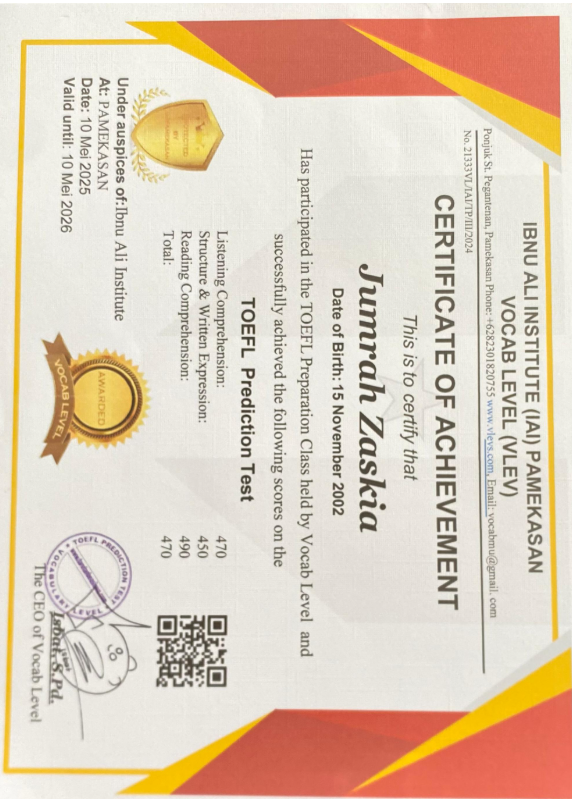 IBNU ALI INSTITUTE (IAI) PAMEKASAN
VOCAB LEVEL (VLEV)
Ponjuk St. Pegantenan, Pamekasan Phone: +6282301820755 www.vlevs.com, Email: vocabmu@gmail. com
No. 21333VL/IAI/TP/III/2024
CERTIFICATE OF ACHIEVEMENT
This is to certify that
Jumrah Zaskia
Date of Birth: 15 November 2002
Has participated in the TOEFL Preparation Class held by Vocab Level and
successfully achieved the following scores on the
TOEFL Prediction Test
Listening Comprehension: 470
Structure & Written Expression: 450
Reading Comprehension: 490
Total: 470
Under auspices of:Ibnu Ali Institute
At: PAMEKASAN
Date: 10 Mei 2025
Valid until: 10 Mei 2026
AWARDED
VOCAB LEVEL
TOEFL PREDICTION TEST
Isbat, S.Pd.
The CEO of Vocab Level